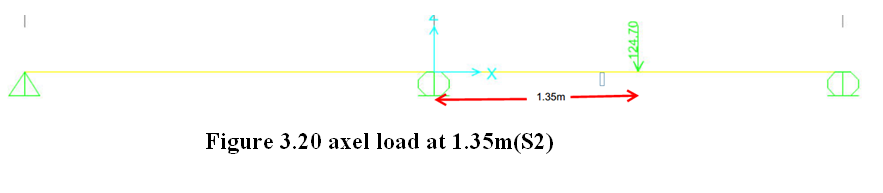 124.70
X
1.35m
Figure 3.20 axel load at 1.35m(S2)